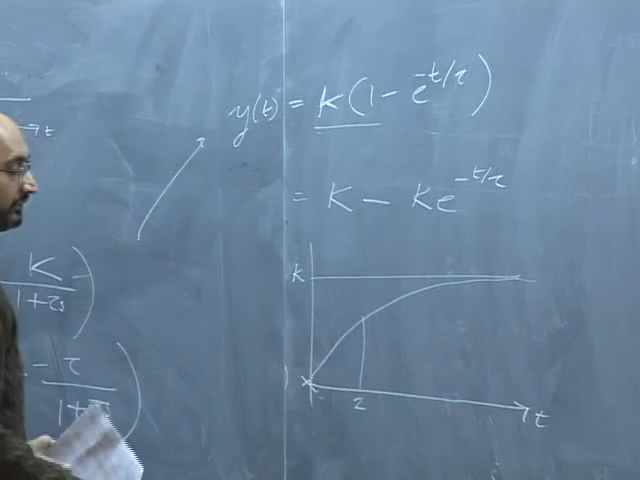 → t
y(t) = K(1 - e^{-t/τ})
= K - Ke^{-t/τ}
K/(1+τs))
- τ/(1+τs))
K
t